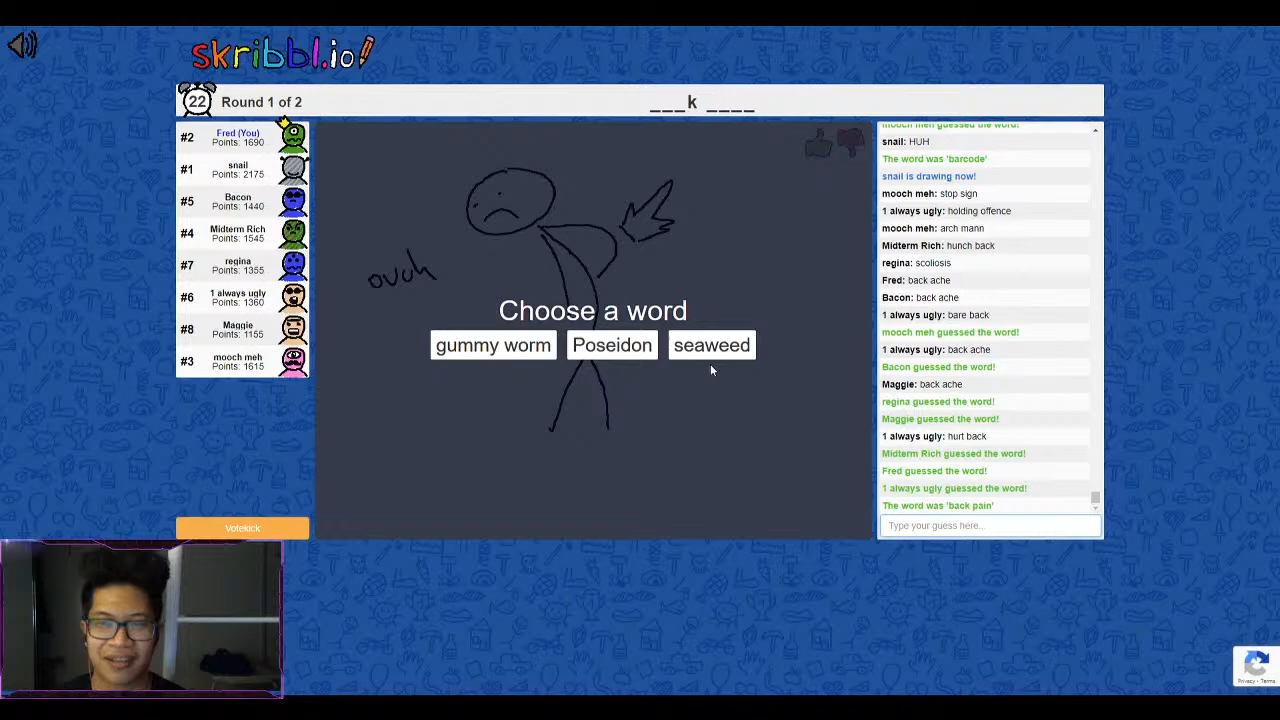 skribbl.io
22
Round 1 of 2
___k ____
#2
Fred (You)
Points: 1690
#1
snail
Points: 2175
#5
Bacon
Points: 1440
#4
Midterm Rich
Points: 1545
#7
regina
Points: 1355
#6
1 always ugly
Points: 1360
#8
Maggie
Points: 1155
#3
mooch meh
Points: 1615
Votekick
ouch
Choose a word
gummy worm
Poseidon
seaweed
mooch meh guessed the word!
snail: HUH
The word was 'barcode'
snail is drawing now!
mooch meh: stop sign
1 always ugly: holding offence
mooch meh: arch mann
Midterm Rich: hunch back
regina: scoliosis
Fred: back ache
Bacon: back ache
1 always ugly: bare back
mooch meh guessed the word!
1 always ugly: back ache
Bacon guessed the word!
Maggie: back ache
regina guessed the word!
Maggie guessed the word!
1 always ugly: hurt back
Midterm Rich guessed the word!
Fred guessed the word!
1 always ugly guessed the word!
The word was 'back pain'
Type your guess here...
Privacy - Terms